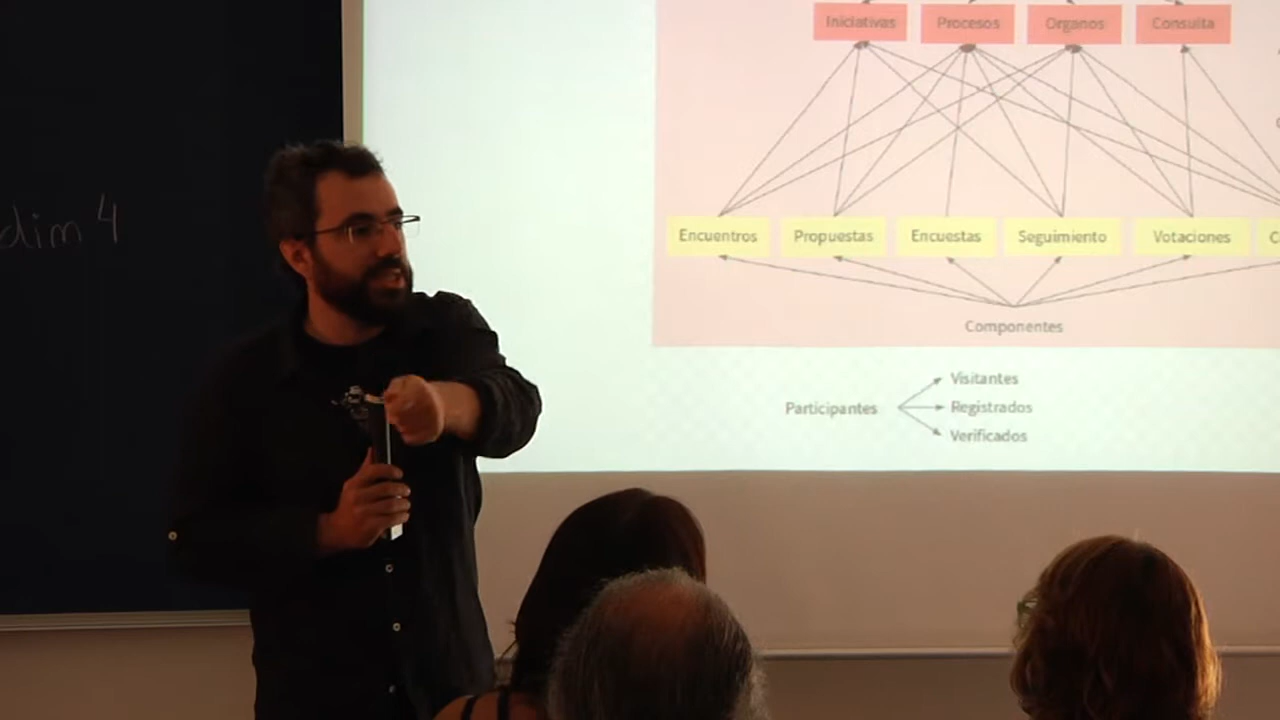 Iniciativas Procesos Organos Consulta
dim 4
Encuentros Propuestas Encuestas Seguimiento Votaciones C
Componentes
Visitantes
Participantes Registrados
Verificados